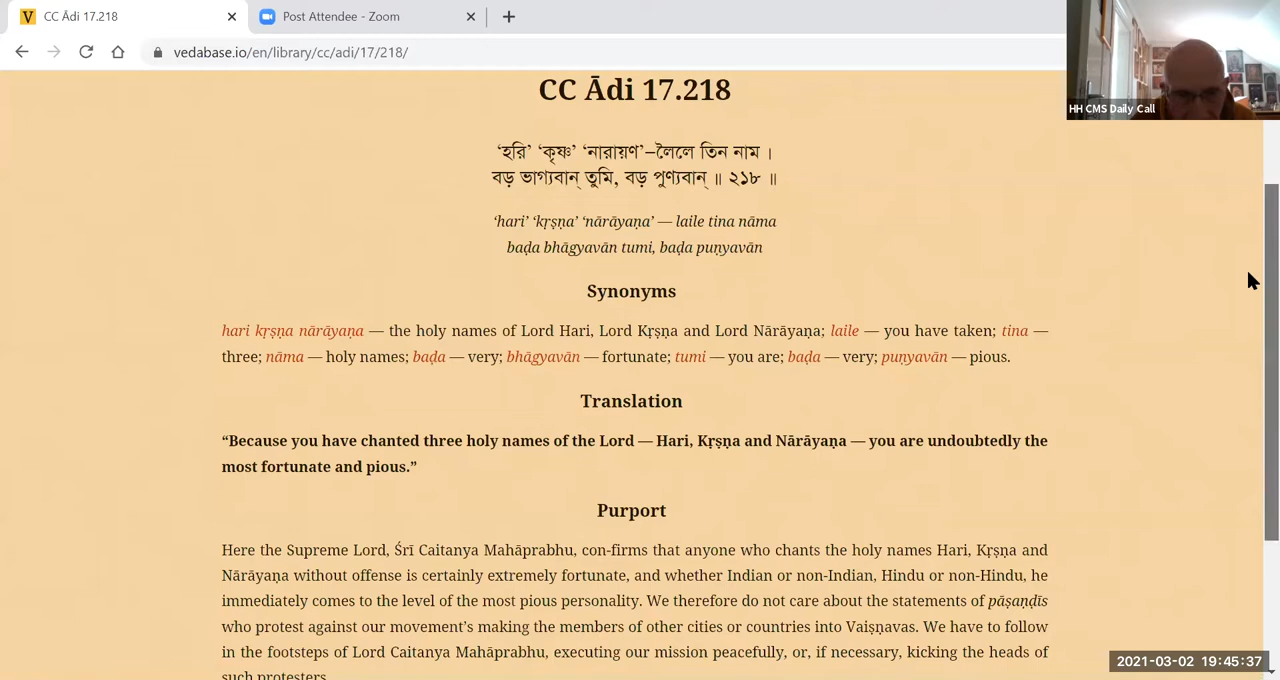 CC Ādi 17.218
Post Attendee - Zoom
vedabase.io/en/library/cc/adi/17/218/
HH CMS Daily Call
CC Ādi 17.218
‘হরি’ ‘কৃষ্ণ’ ‘নারায়ণ’—লৈলে তিন নাম ।
বড় ভাগ্যবান্ তুমি, বড় পুণ্যবান্ ॥ ২১৮ ॥
‘hari’ ‘kṛṣṇa’ ‘nārāyaṇa’ — laile tina nāma
baḍa bhāgyavān tumi, baḍa puṇyavān
Synonyms
hari kṛṣṇa nārāyaṇa — the holy names of Lord Hari, Lord Kṛṣṇa and Lord Nārāyaṇa; laile — you have taken; tina —
three; nāma — holy names; baḍa — very; bhāgyavān — fortunate; tumi — you are; baḍa — very; puṇyavān — pious.
Translation
“Because you have chanted three holy names of the Lord — Hari, Kṛṣṇa and Nārāyaṇa — you are undoubtedly the
most fortunate and pious.”
Purport
Here the Supreme Lord, Śrī Caitanya Mahāprabhu, con-firms that anyone who chants the holy names Hari, Kṛṣṇa and
Nārāyaṇa without offense is certainly extremely fortunate, and whether Indian or non-Indian, Hindu or non-Hindu, he
immediately comes to the level of the most pious personality. We therefore do not care about the statements of pāṣaṇḍīs
who protest against our movement’s making the members of other cities or countries into Vaiṣṇavas. We have to follow
in the footsteps of Lord Caitanya Mahāprabhu, executing our mission peacefully, or, if necessary, kicking the heads of
such protesters.
2021-03-02 19:45:37